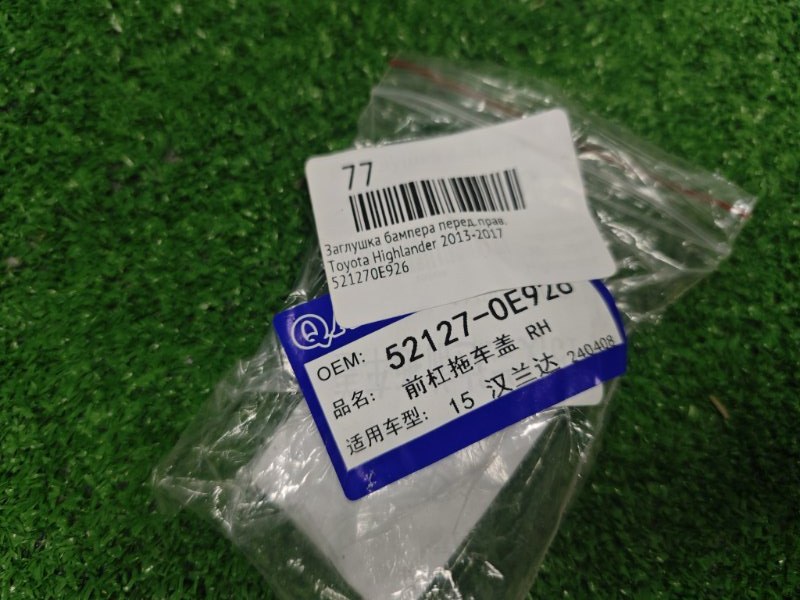 77
Заглушка бампера перед.прав.
Toyota Highlander 2013-2017
521270E926
OEM: 52127-0E926
品名: 前杠拖车盖 RH
适用车型: 15 汉兰达 240408